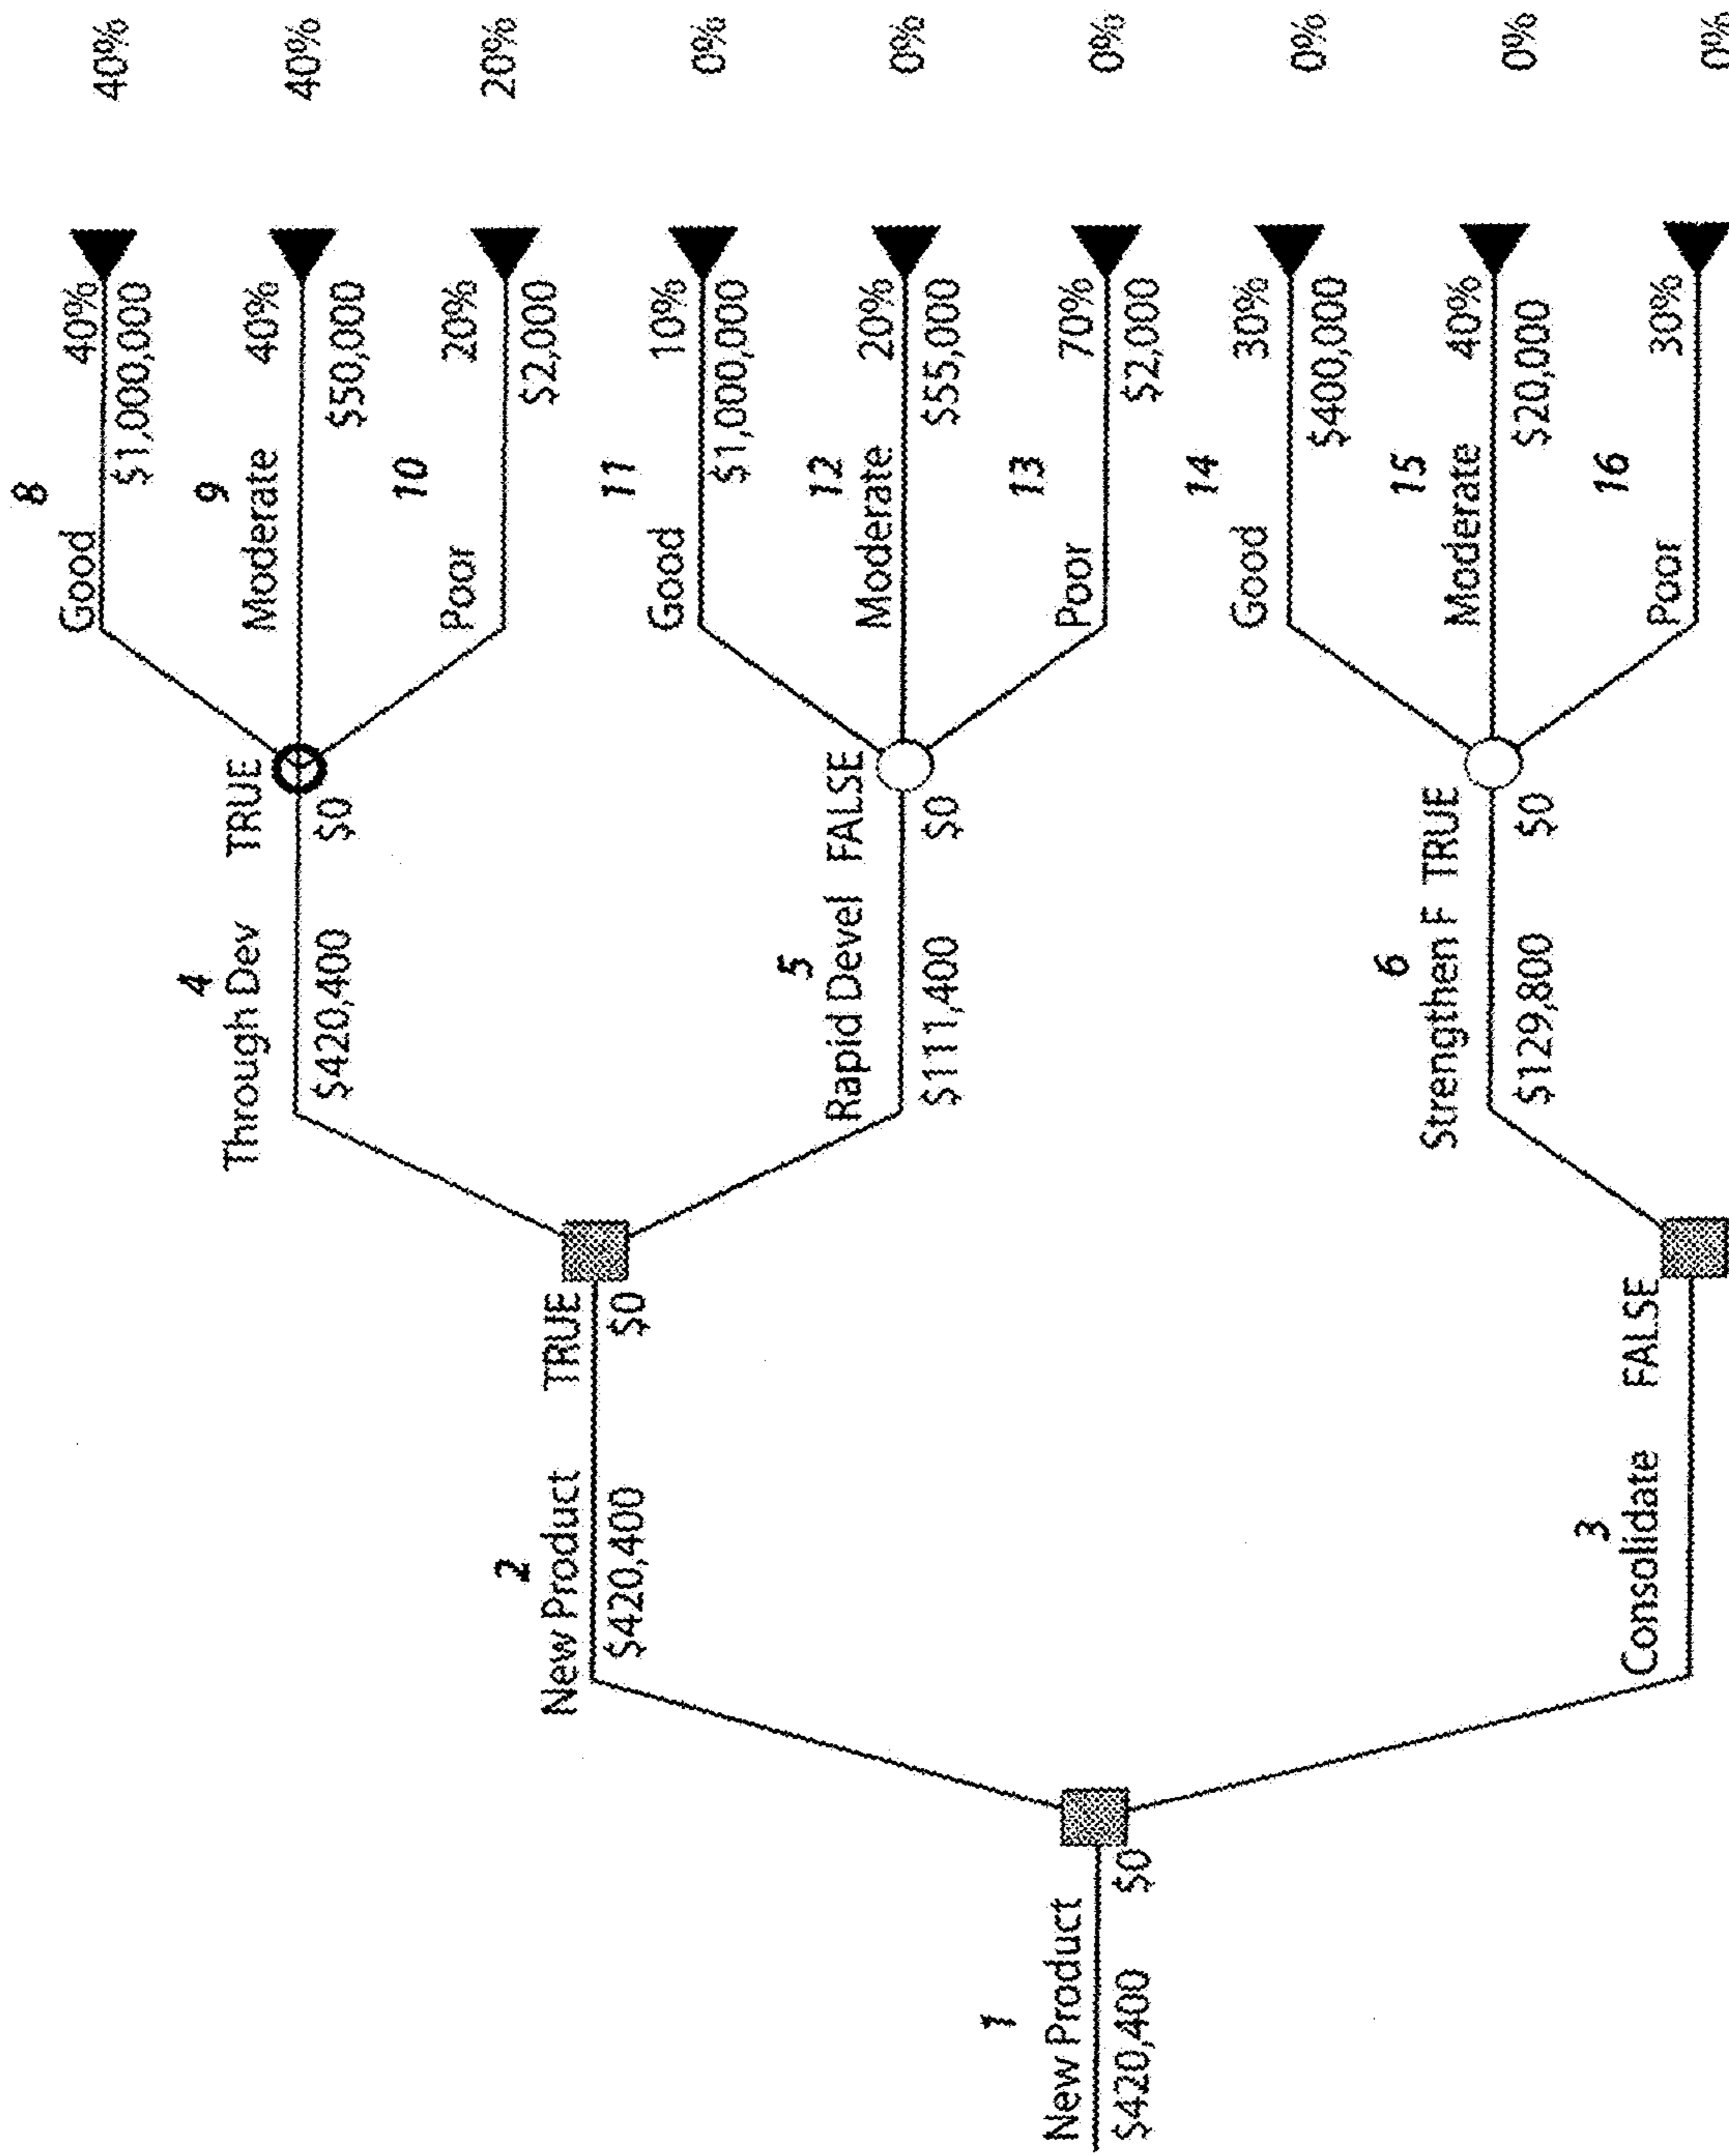 8
Good 40% 40%
$1,000,000
9
Moderate 40% 40%
$50,000
4
Through Dev TRUE
$420,400 $0
10
Poor 20% 20%
$2,000
2
New Product TRUE
$420,400 $0
11
Good 10% 0%
$1,000,000
5
12
Rapid Devel FALSE
Moderate 20% 0%
$111,400 $0
$55,000
13
Poor 70% 0%
$2,000
1
New Product
$420,400 $0
14
Good 30% 0%
$400,000
6
15
Strengthen F TRUE
Moderate 40% 0%
$129,800 $0
$20,000
3
Consolidate FALSE
16
Poor 30% 0%